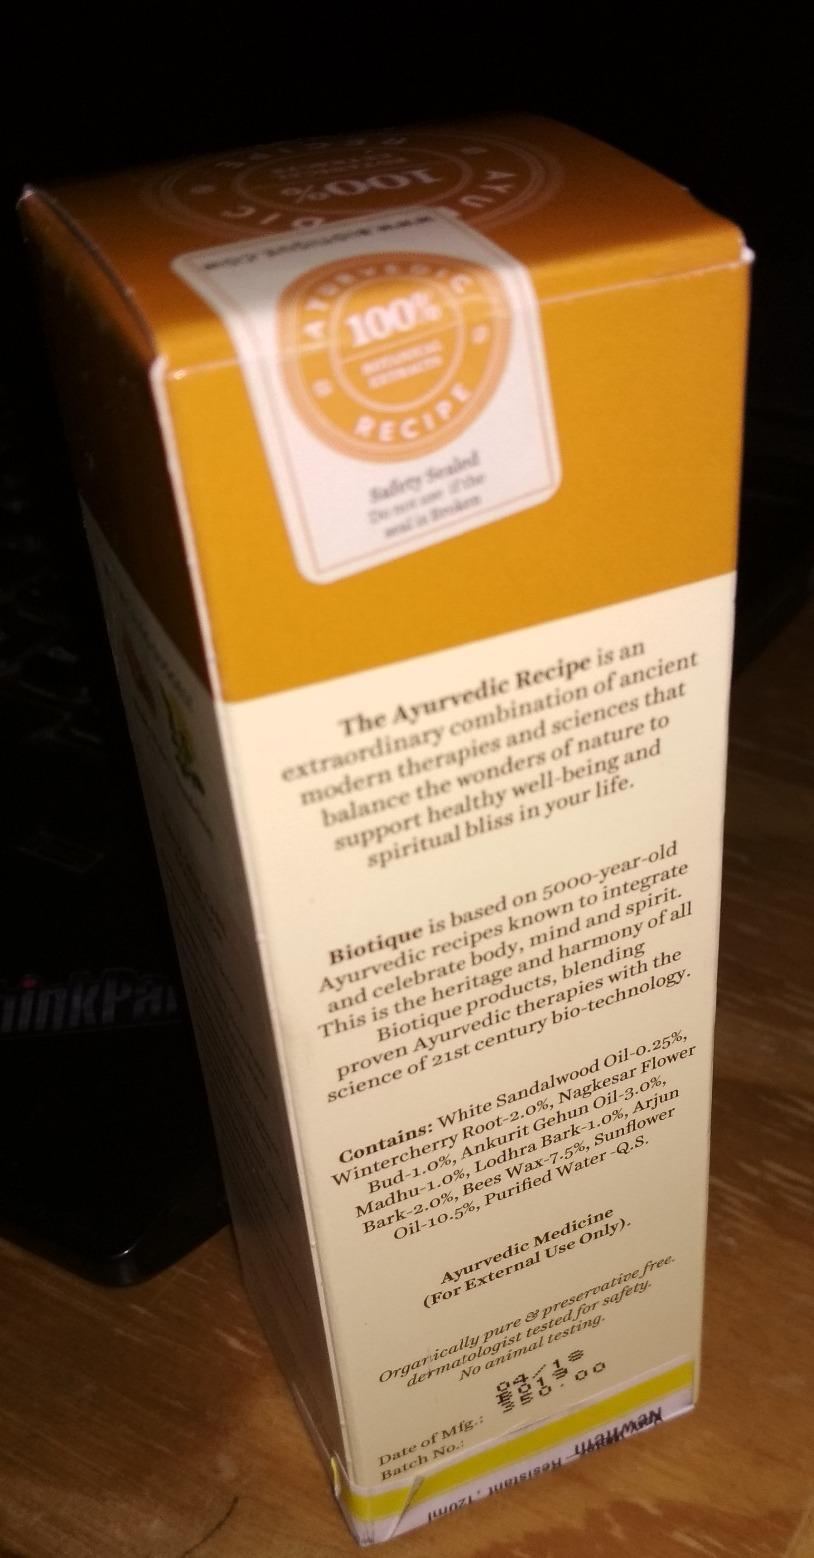 AYURVEDIC
100%
BOTANICAL
EXTRACTS
RECIPE
Safety Sealed
Do not use if the
seal is Broken
The Ayurvedic Recipe is an
extraordinary combination of ancient
modern therapies and sciences that
balance the wonders of nature to
support healthy well-being and
spiritual bliss in your life.
Biotique is based on 5000-year-old
Ayurvedic recipes known to integrate
and celebrate body, mind and spirit.
This is the heritage and harmony of all
Biotique products, blending
proven Ayurvedic therapies with the
science of 21st century bio-technology.
Contains: White Sandalwood Oil-0.25%,
Wintercherry Root-2.0%, Nagkesar Flower
Bud-1.0%, Ankurit Gehun Oil-3.0%,
Madhu-1.0%, Lodhra Bark-1.0%, Arjun
Bark-2.0%, Bees Wax-7.5%, Sunflower
Oil-10.5%, Purified Water -Q.S.
Ayurvedic Medicine
(For External Use Only).
Organically pure & preservative free.
dermatologist tested for safety.
No animal testing.
Date of Mfg.:
Batch No.:
350.00
Resistant, 120ml